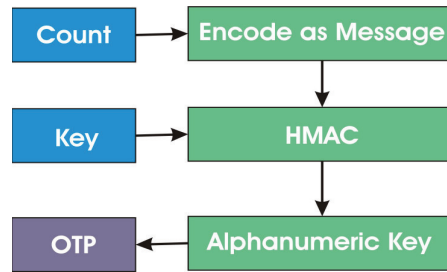 Count
Encode as Message
Key
HMAC
OTP
Alphanumeric Key